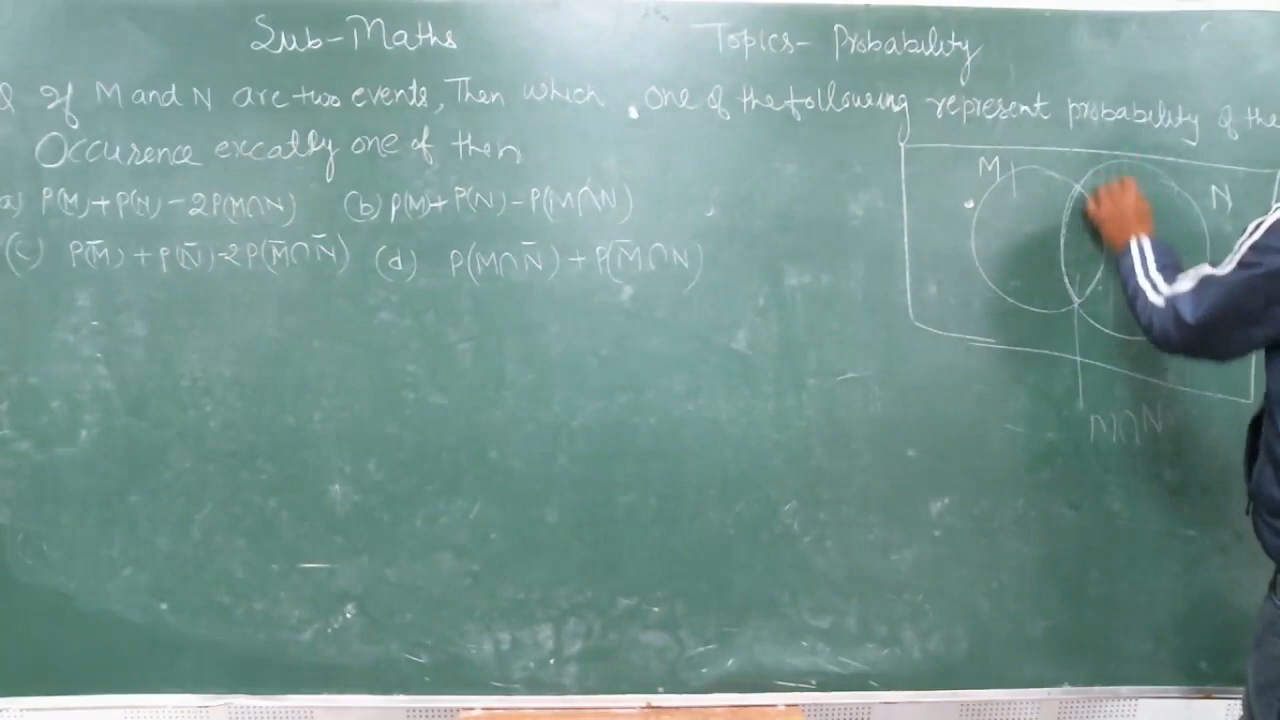 Sub-Maths Topics- Probability
Q If M and N are two events, Then which one of the following represent probability of the
Occurence excatly one of then
a) P(M)+P(N)-2P(M∩N) (b) P(M)+P(N)-P(M∩N)
(c) P(M̄)+P(N̄)-2P(M̄∩N̄) (d) P(M∩N̄)+P(M̄∩N)
M
N
M∩N